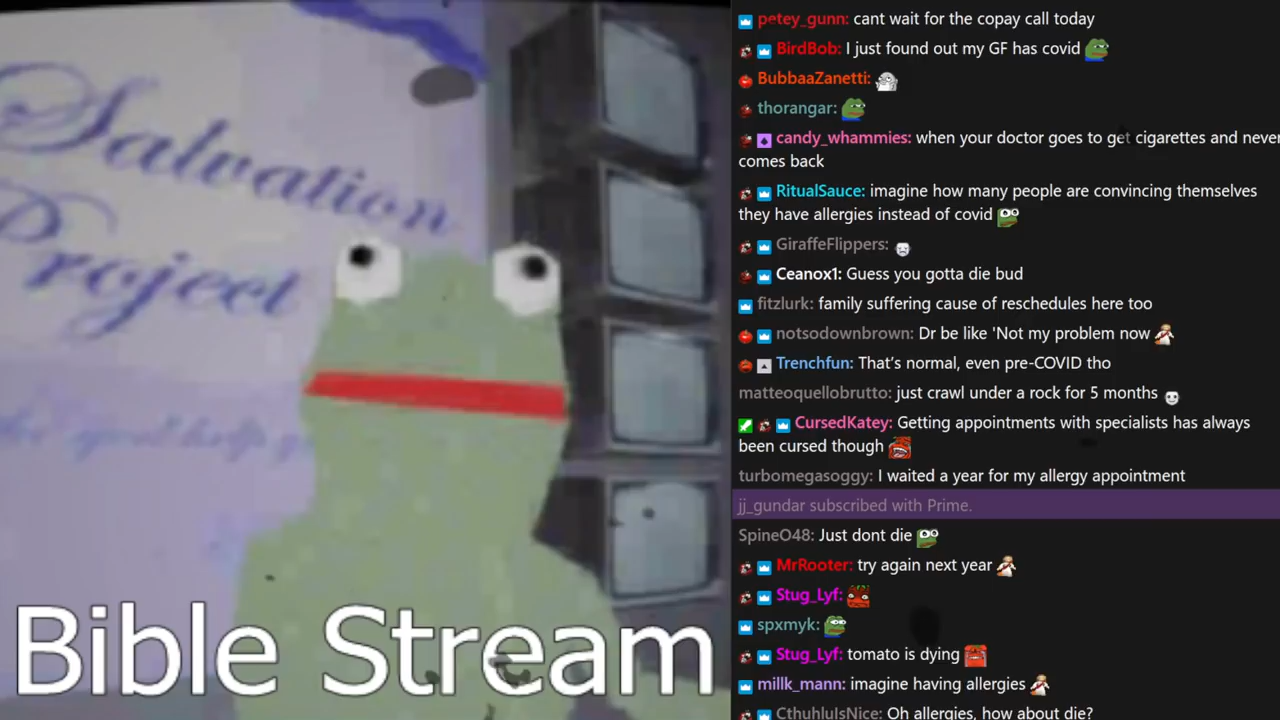 Salvation
Project
Bible Stream
petey_gunn: cant wait for the copay call today
BirdBob: I just found out my GF has covid
BubbaaZanetti:
thorangar:
candy_whammies: when your doctor goes to get cigarettes and never
comes back
RitualSauce: imagine how many people are convincing themselves
they have allergies instead of covid
GiraffeFlippers:
Ceanox1: Guess you gotta die bud
fitzlurk: family suffering cause of reschedules here too
notsodownbrown: Dr be like 'Not my problem now
Trenchfun: That's normal, even pre-COVID tho
matteoquellobrutto: just crawl under a rock for 5 months
CursedKatey: Getting appointments with specialists has always
been cursed though
turbomegasoggy: I waited a year for my allergy appointment
jj_gundar subscribed with Prime.
SpineO48: Just dont die
MrRooter: try again next year
Stug_Lyf:
spxmyk:
Stug_Lyf: tomato is dying
millk_mann: imagine having allergies
CthuhluIsNice: Oh allergies, how about die?